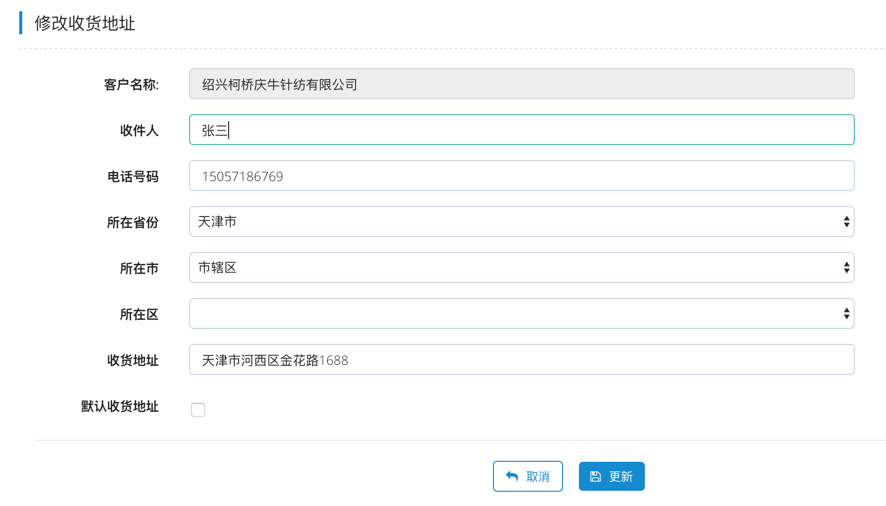 修改收货地址
客户名称: 绍兴柯桥庆牛针纺有限公司
收件人 张三
电话号码 15057186769
所在省份 天津市
所在市 市辖区
所在区
收货地址 天津市河西区金花路1688
默认收货地址
取消 更新